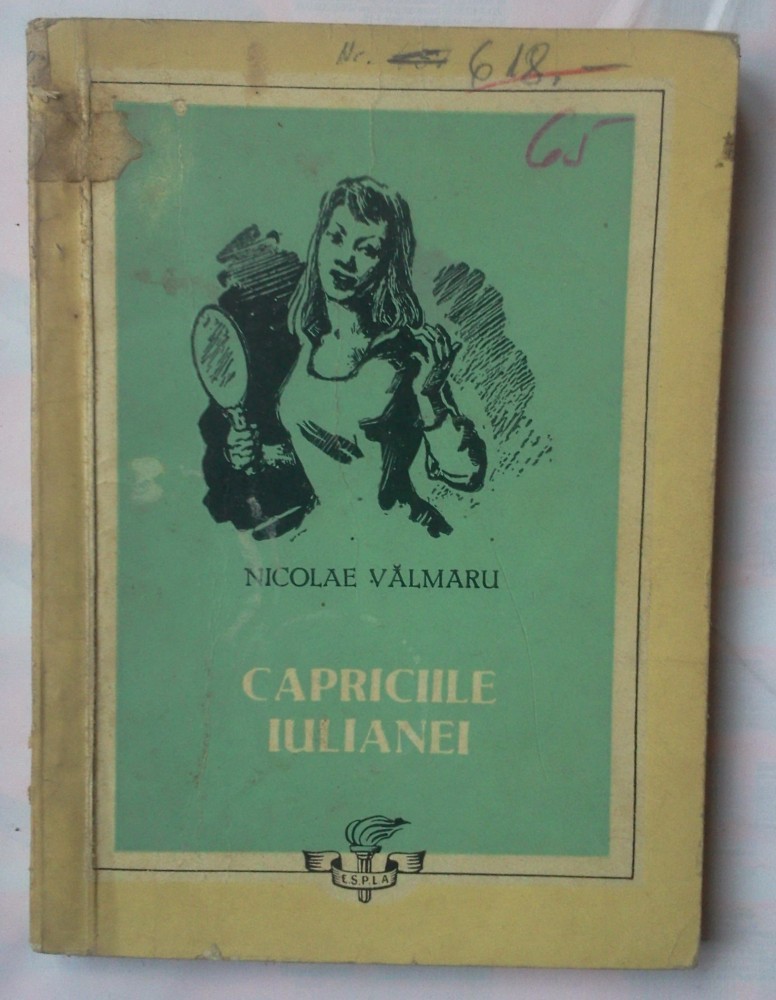 Nr. 618.
65
NICOLAE VĂLMARU
CAPRICIILE
IULIANEI
E.S.P.L.A